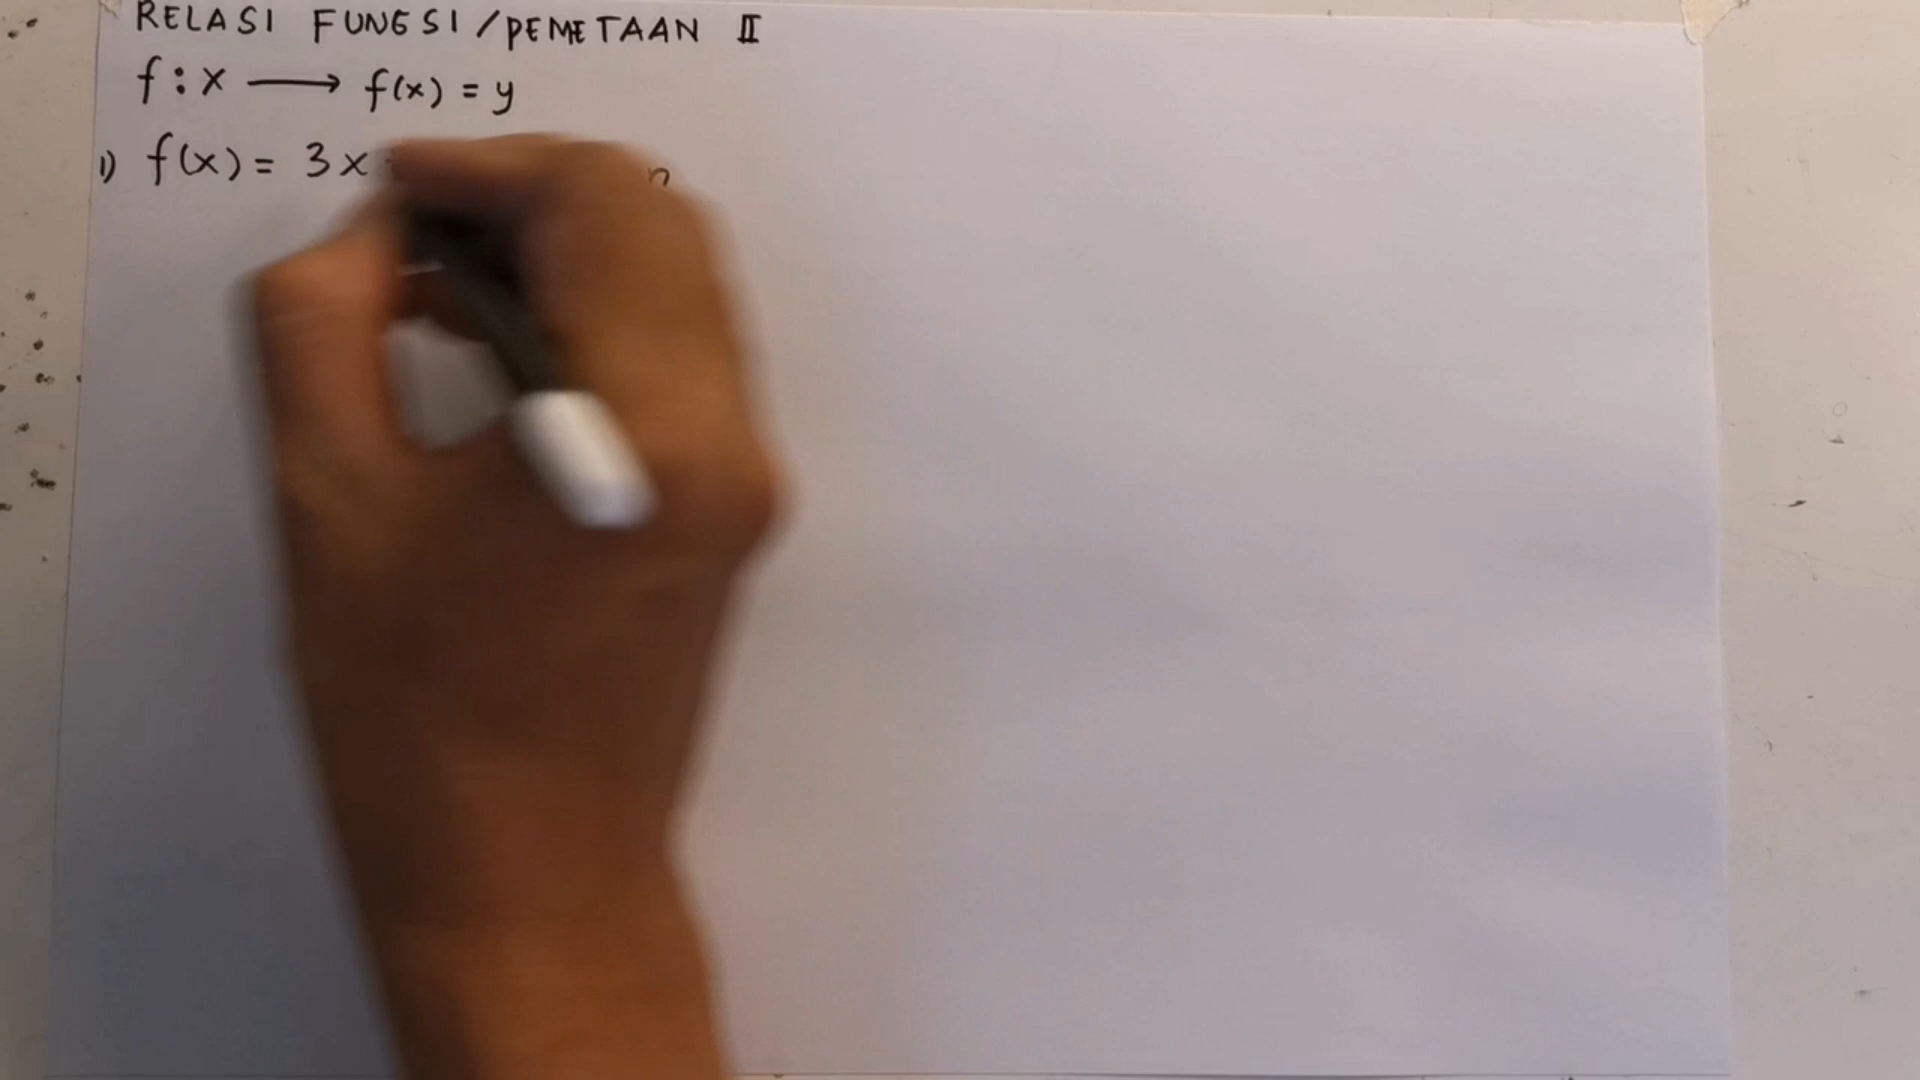 RELASI FUNGSI/PEMETAAN II
f : x ⟶ f(x) = y
1) f(x) = 3x